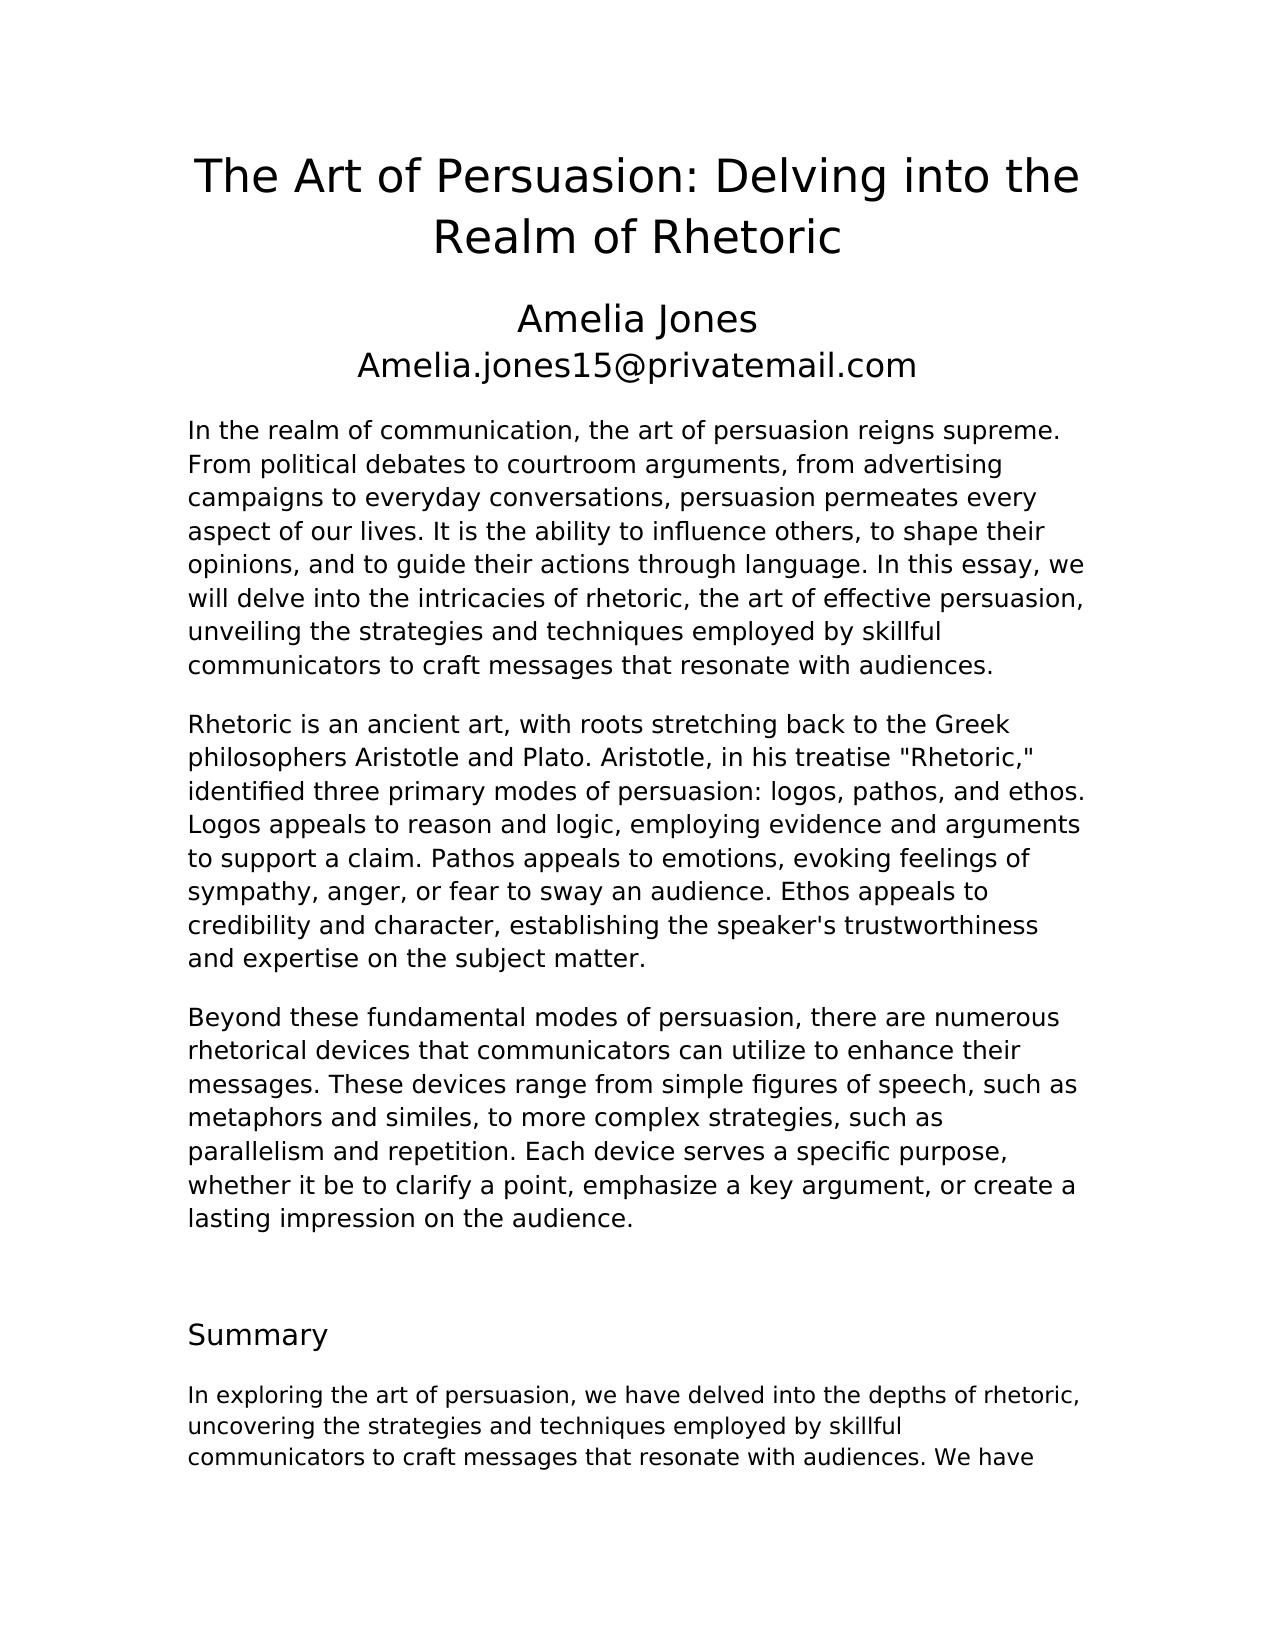 The Art of Persuasion: Delving into the
Realm of Rhetoric
Amelia Jones
Amelia.jones15@privatemail.com
In the realm of communication, the art of persuasion reigns supreme.
From political debates to courtroom arguments, from advertising
campaigns to everyday conversations, persuasion permeates every
aspect of our lives. It is the ability to influence others, to shape their
opinions, and to guide their actions through language. In this essay, we
will delve into the intricacies of rhetoric, the art of effective persuasion,
unveiling the strategies and techniques employed by skillful
communicators to craft messages that resonate with audiences.
Rhetoric is an ancient art, with roots stretching back to the Greek
philosophers Aristotle and Plato. Aristotle, in his treatise "Rhetoric,"
identified three primary modes of persuasion: logos, pathos, and ethos.
Logos appeals to reason and logic, employing evidence and arguments
to support a claim. Pathos appeals to emotions, evoking feelings of
sympathy, anger, or fear to sway an audience. Ethos appeals to
credibility and character, establishing the speaker's trustworthiness
and expertise on the subject matter.
Beyond these fundamental modes of persuasion, there are numerous
rhetorical devices that communicators can utilize to enhance their
messages. These devices range from simple figures of speech, such as
metaphors and similes, to more complex strategies, such as
parallelism and repetition. Each device serves a specific purpose,
whether it be to clarify a point, emphasize a key argument, or create a
lasting impression on the audience.
Summary
In exploring the art of persuasion, we have delved into the depths of rhetoric,
uncovering the strategies and techniques employed by skillful
communicators to craft messages that resonate with audiences. We have